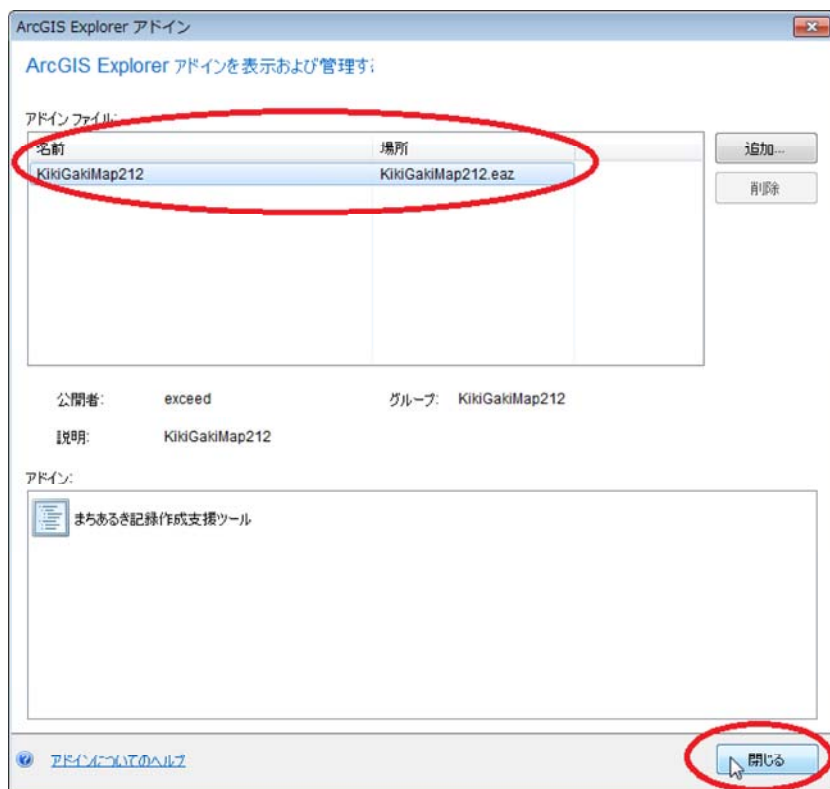 ArcGIS Explorer アドイン
ArcGIS Explorer アドインを表示および管理する
アドイン ファイル:
名前 場所
KikiGakiMap212 KikiGakiMap212.eaz
追加...
削除
公開者: exceed グループ: KikiGakiMap212
説明: KikiGakiMap212
アドイン:
まちあるき記録作成支援ツール
アドインについてのヘルプ
閉じる